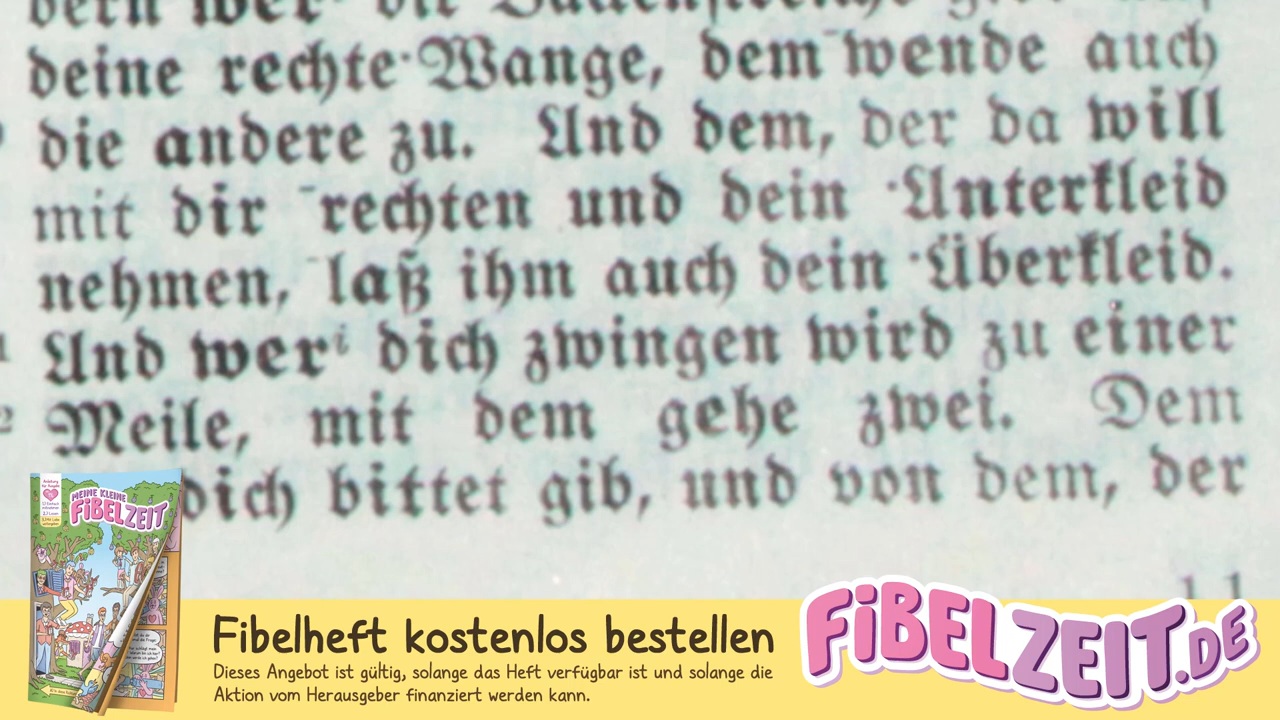 deine rechte Wange, dem wende auch
die andere zu. Und dem, der da will
mit dir rechten und dein Unterkleid
nehmen, laß ihm auch dein Überkleid.
1 Und wer i dich zwingen wird zu einer
2 Meile, mit dem gehe zwei. Dem
dich bittet gib, und von dem, der
MEINE KLEINE
FIBELZEIT
Fibelheft kostenlos bestellen
Dieses Angebot ist gültig, solange das Heft verfügbar ist und solange die
Aktion vom Herausgeber finanziert werden kann.
FiBELZEIT.DE